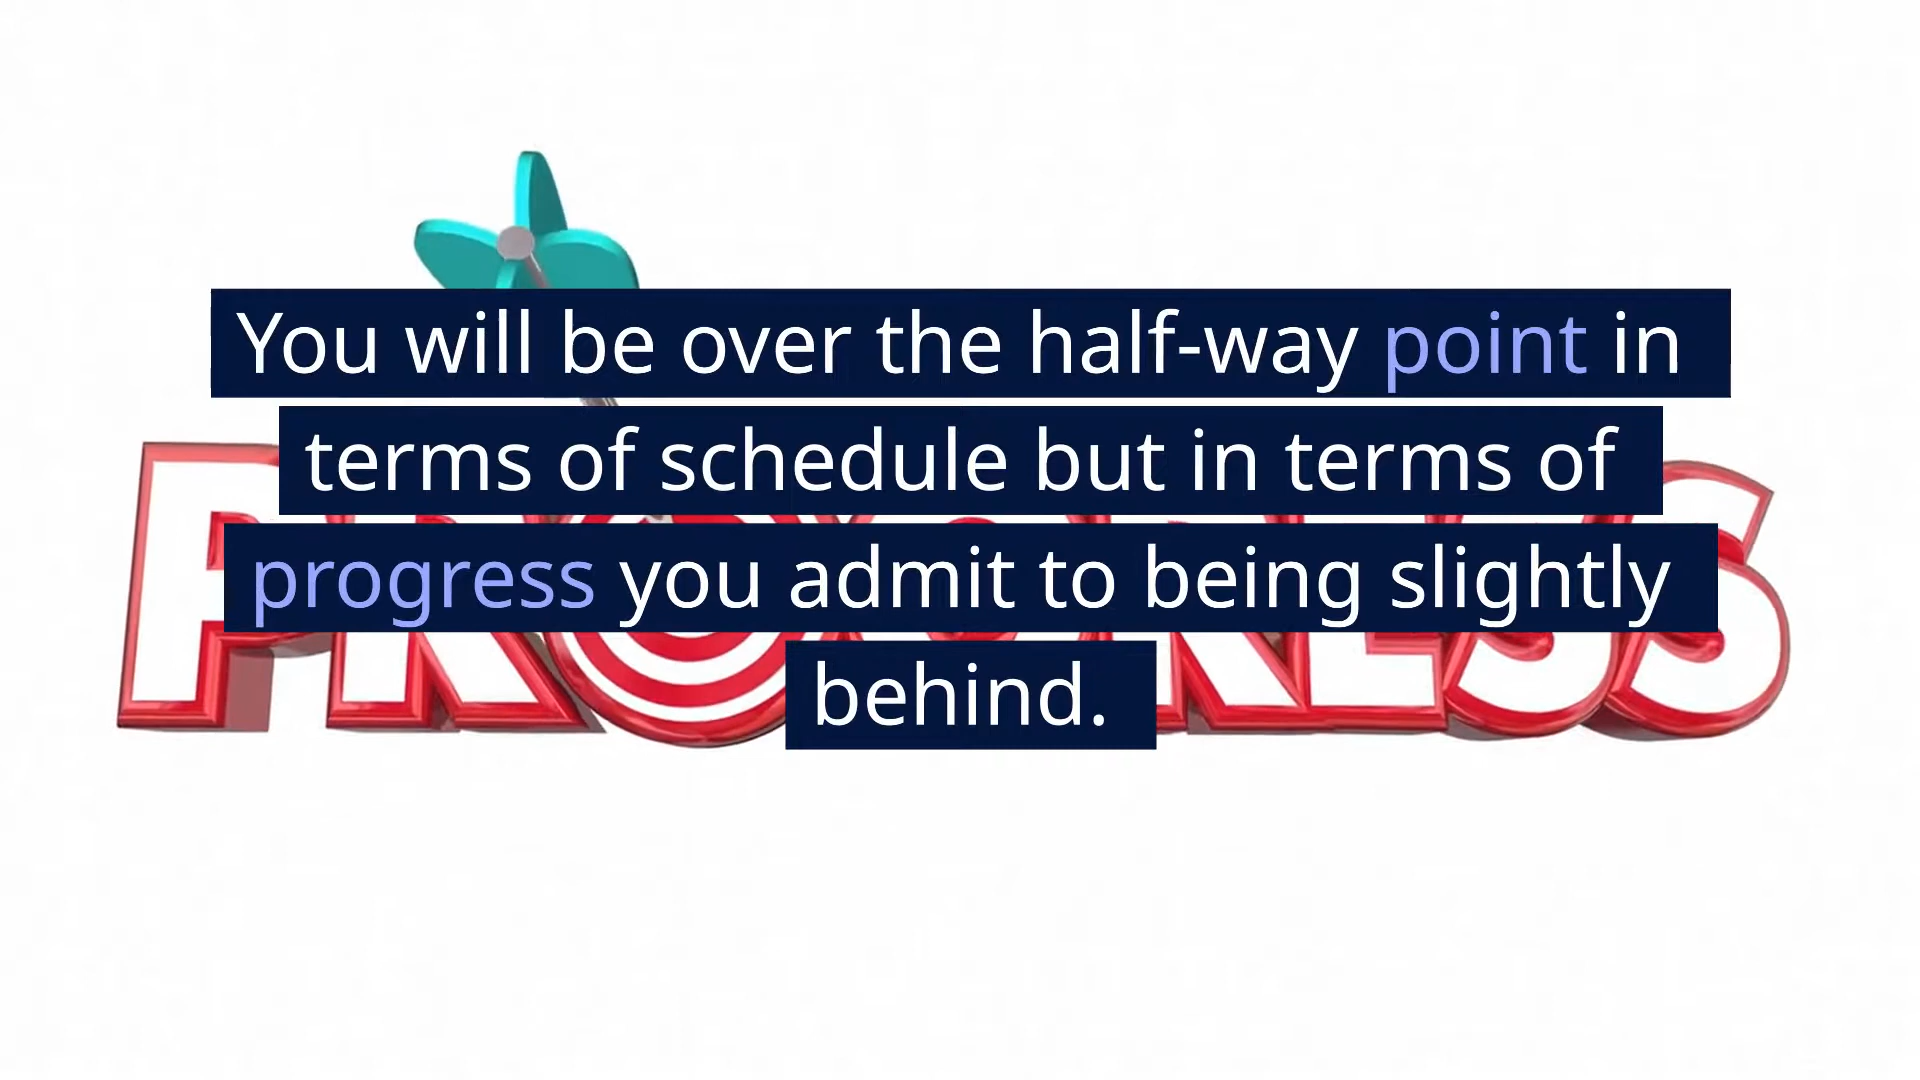 You will be over the half-way point in
terms of schedule but in terms of
progress you admit to being slightly
behind.
PROGRESS